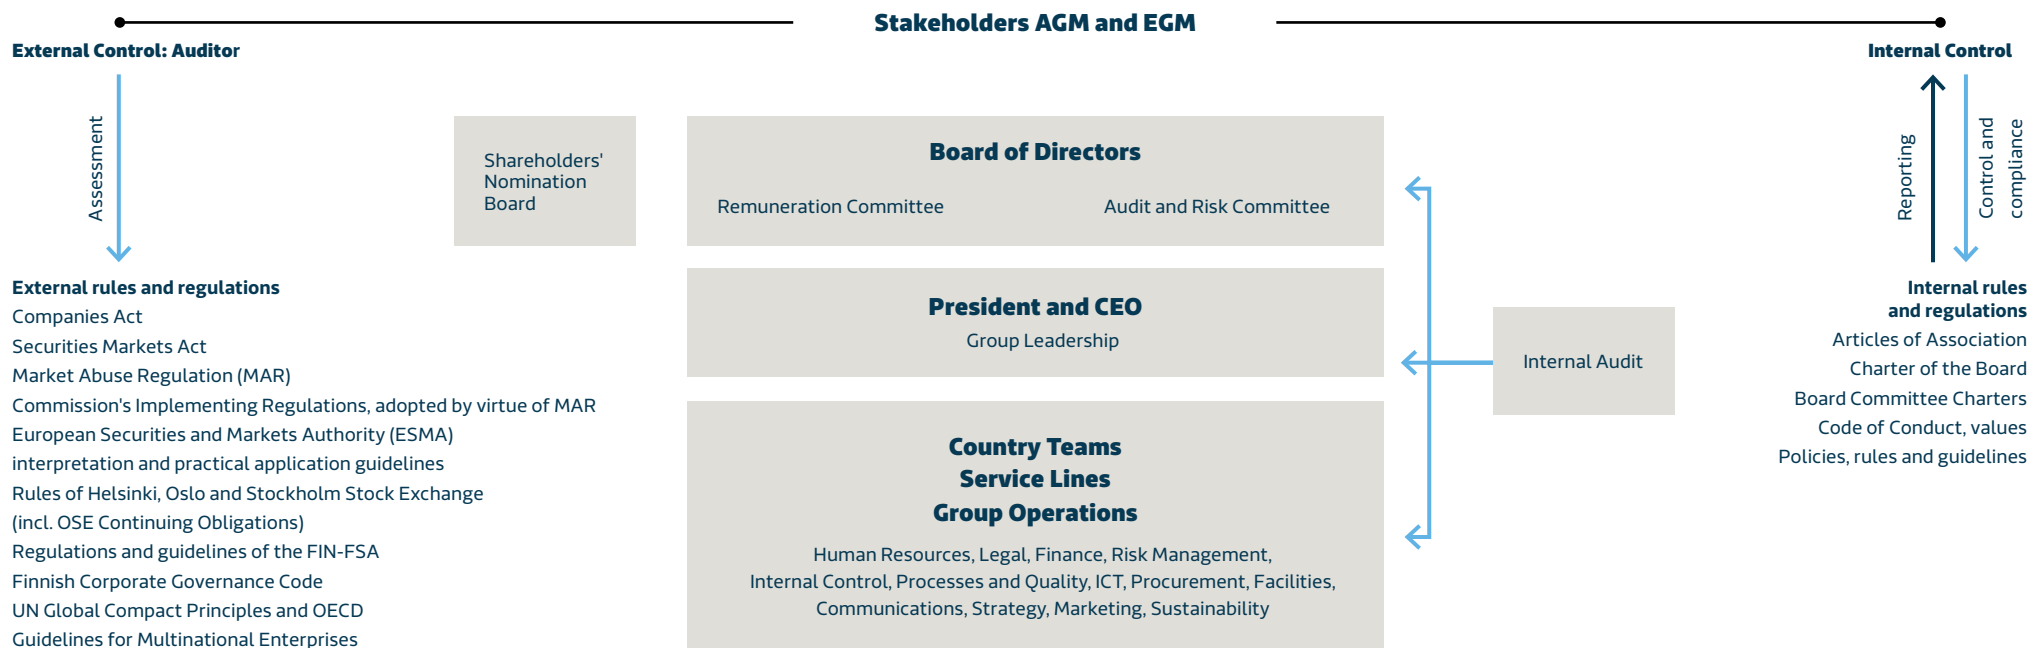 Stakeholders AGM and EGM
External Control: Auditor
Assessment
External rules and regulations
Companies Act
Securities Markets Act
Market Abuse Regulation (MAR)
Commission's Implementing Regulations, adopted by virtue of MAR
European Securities and Markets Authority (ESMA)
interpretation and practical application guidelines
Rules of Helsinki, Oslo and Stockholm Stock Exchange
(incl. OSE Continuing Obligations)
Regulations and guidelines of the FIN-FSA
Finnish Corporate Governance Code
UN Global Compact Principles and OECD
Guidelines for Multinational Enterprises
Shareholders'
Nomination
Board
Board of Directors
Remuneration Committee
Audit and Risk Committee
President and CEO
Group Leadership
Country Teams
Service Lines
Group Operations
Human Resources, Legal, Finance, Risk Management,
Internal Control, Processes and Quality, ICT, Procurement, Facilities,
Communications, Strategy, Marketing, Sustainability
Internal Audit
Internal Control
Reporting
Control and
compliance
Internal rules
and regulations
Articles of Association
Charter of the Board
Board Committee Charters
Code of Conduct, values
Policies, rules and guidelines